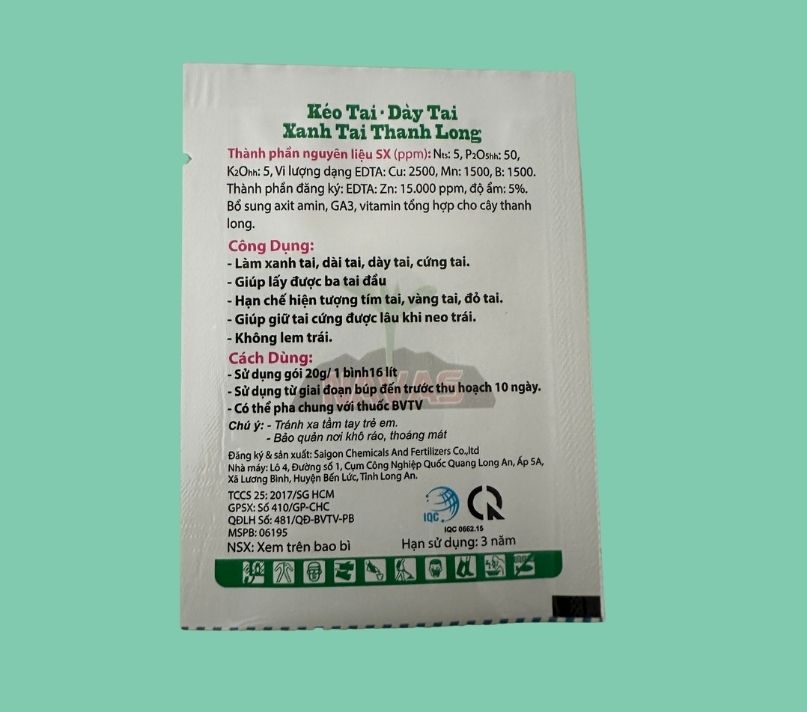 Kéo Tai · Dày Tai
Xanh Tai Thanh Long
Thành phần nguyên liệu SX (ppm): Nts: 5, P2O5hh: 50,
K2Ohh: 5, Vi lượng dạng EDTA: Cu: 2500, Mn: 1500, B: 1500.
Thành phần đăng ký: EDTA: Zn: 15.000 ppm, độ ẩm: 5%.
Bổ sung axit amin, GA3, vitamin tổng hợp cho cây thanh
long.
Công Dụng:
- Làm xanh tai, dài tai, dày tai, cứng tai.
- Giúp lấy được ba tai đầu
- Hạn chế hiện tượng tím tai, vàng tai, đỏ tai.
- Giúp giữ tai cứng được lâu khi neo trái.
- Không lem trái.
NAVAS
Cách Dùng:
- Sử dụng gói 20g/ 1 bình16 lít
- Sử dụng từ giai đoạn búp đến trước thu hoạch 10 ngày.
- Có thể pha chung với thuốc BVTV
Chú ý: - Tránh xa tầm tay trẻ em.
- Bảo quản nơi khô ráo, thoáng mát
Đăng ký & sản xuất: Saigon Chemicals And Fertilizers Co.,ltd
Nhà máy: Lô 4, Đường số 1, Cụm Công Nghiệp Quốc Quang Long An, Ấp 5A,
Xã Lương Bình, Huyện Bến Lức, Tỉnh Long An.
TCCS 25: 2017/SG HCM
GPSX: Số 410/GP-CHC
QĐLH Số: 481/QĐ-BVTV-PB
MSPB: 06195
IQC
IQC 0662.15
NSX: Xem trên bao bì
Hạn sử dụng: 3 năm